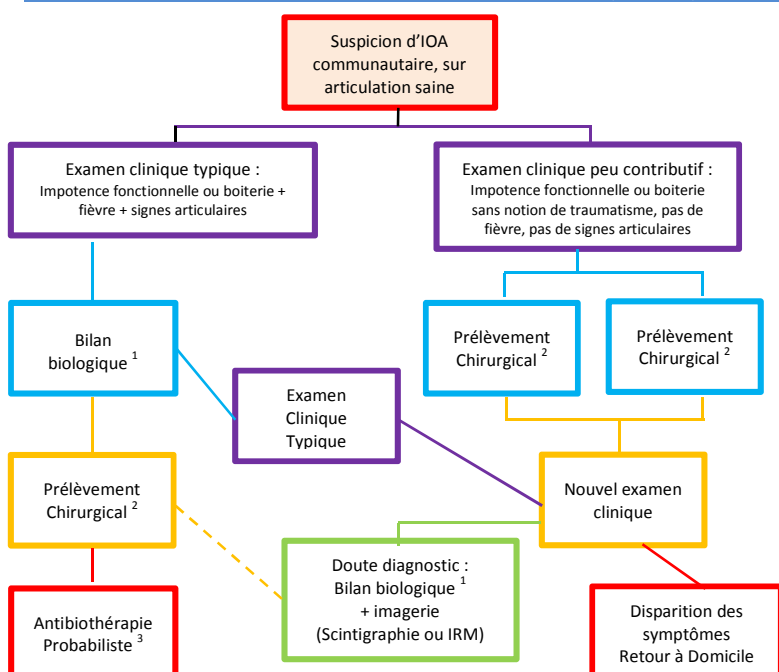 Suspicion d'IOA
communautaire, sur
articulation saine
Examen clinique typique :
Impotence fonctionnelle ou boiterie +
fièvre + signes articulaires
Examen clinique peu contributif :
Impotence fonctionnelle ou boiterie
sans notion de traumatisme, pas de
fièvre, pas de signes articulaires
Bilan
biologique 1
Prélèvement
Chirurgical 2
Prélèvement
Chirurgical 2
Examen
Clinique
Typique
Prélèvement
Chirurgical 2
Nouvel examen
clinique
Doute diagnostic :
Bilan biologique 1
+ imagerie
(Scintigraphie ou IRM)
Antibiothérapie
Probabiliste 3
Disparition des
symptômes
Retour à Domicile